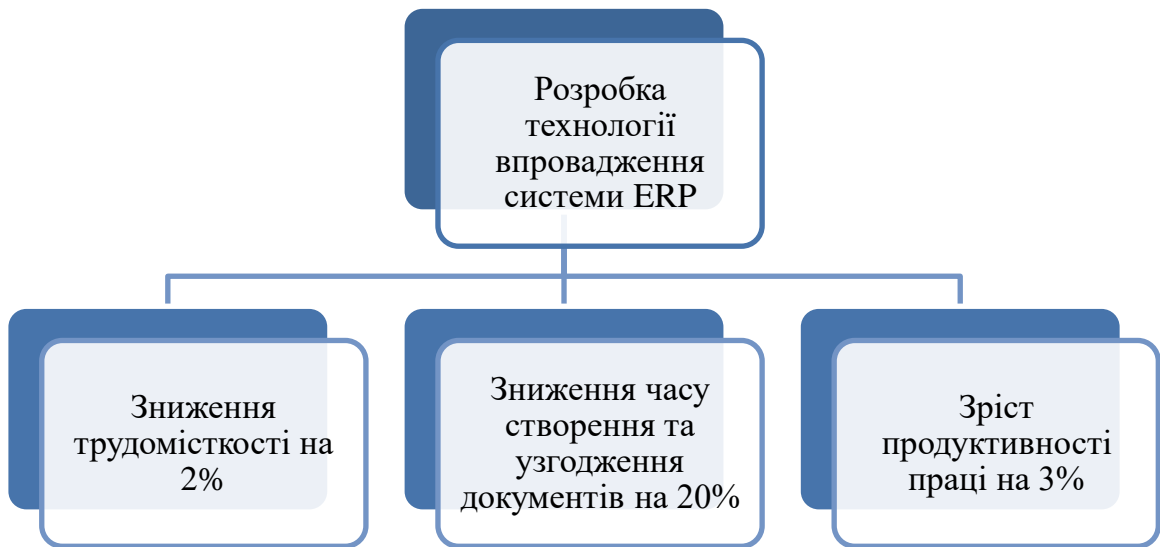 Розробка
технології
впровадження
системи ERP
Зниження
трудомісткості на
2%
Зниження часу
створення та
узгодження
документів на 20%
Зріст
продуктивності
праці на 3%